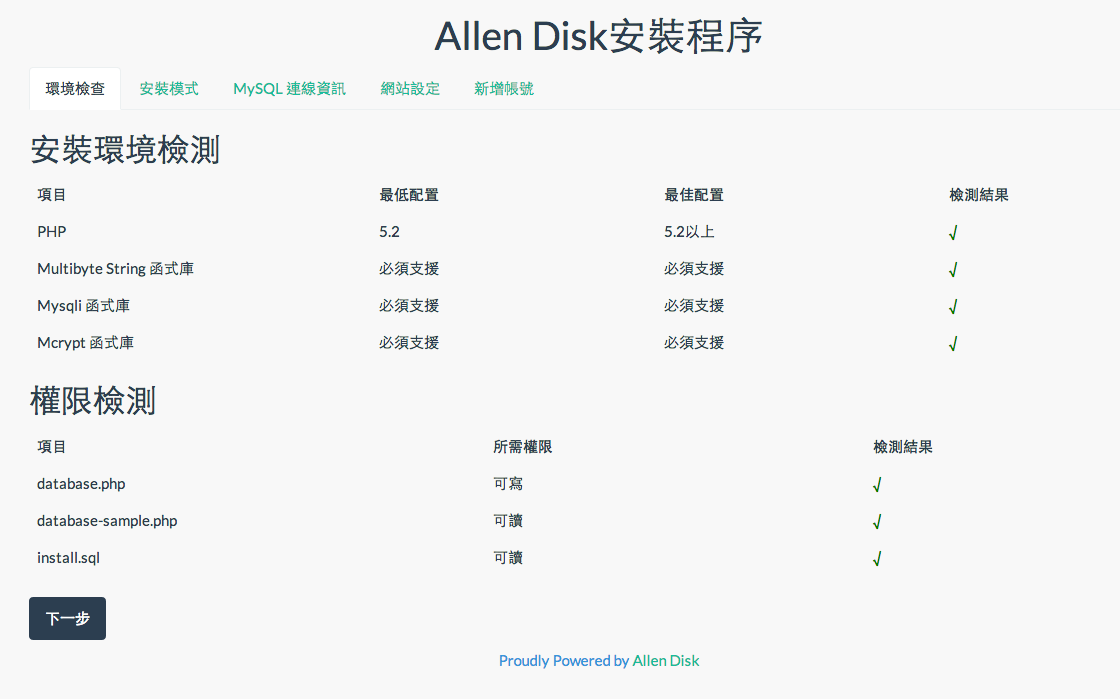 Allen Disk安裝程序
環境檢查 安裝模式 MySQL 連線資訊 網站設定 新增帳號
安裝環境檢測
項目 最低配置 最佳配置 檢測結果
PHP 5.2 5.2以上 √
Multibyte String 函式庫 必須支援 必須支援 √
Mysqli 函式庫 必須支援 必須支援 √
Mcrypt 函式庫 必須支援 必須支援 √
權限檢測
項目 所需權限 檢測結果
database.php 可寫 √
database-sample.php 可讀 √
install.sql 可讀 √
下一步
Proudly Powered by Allen Disk